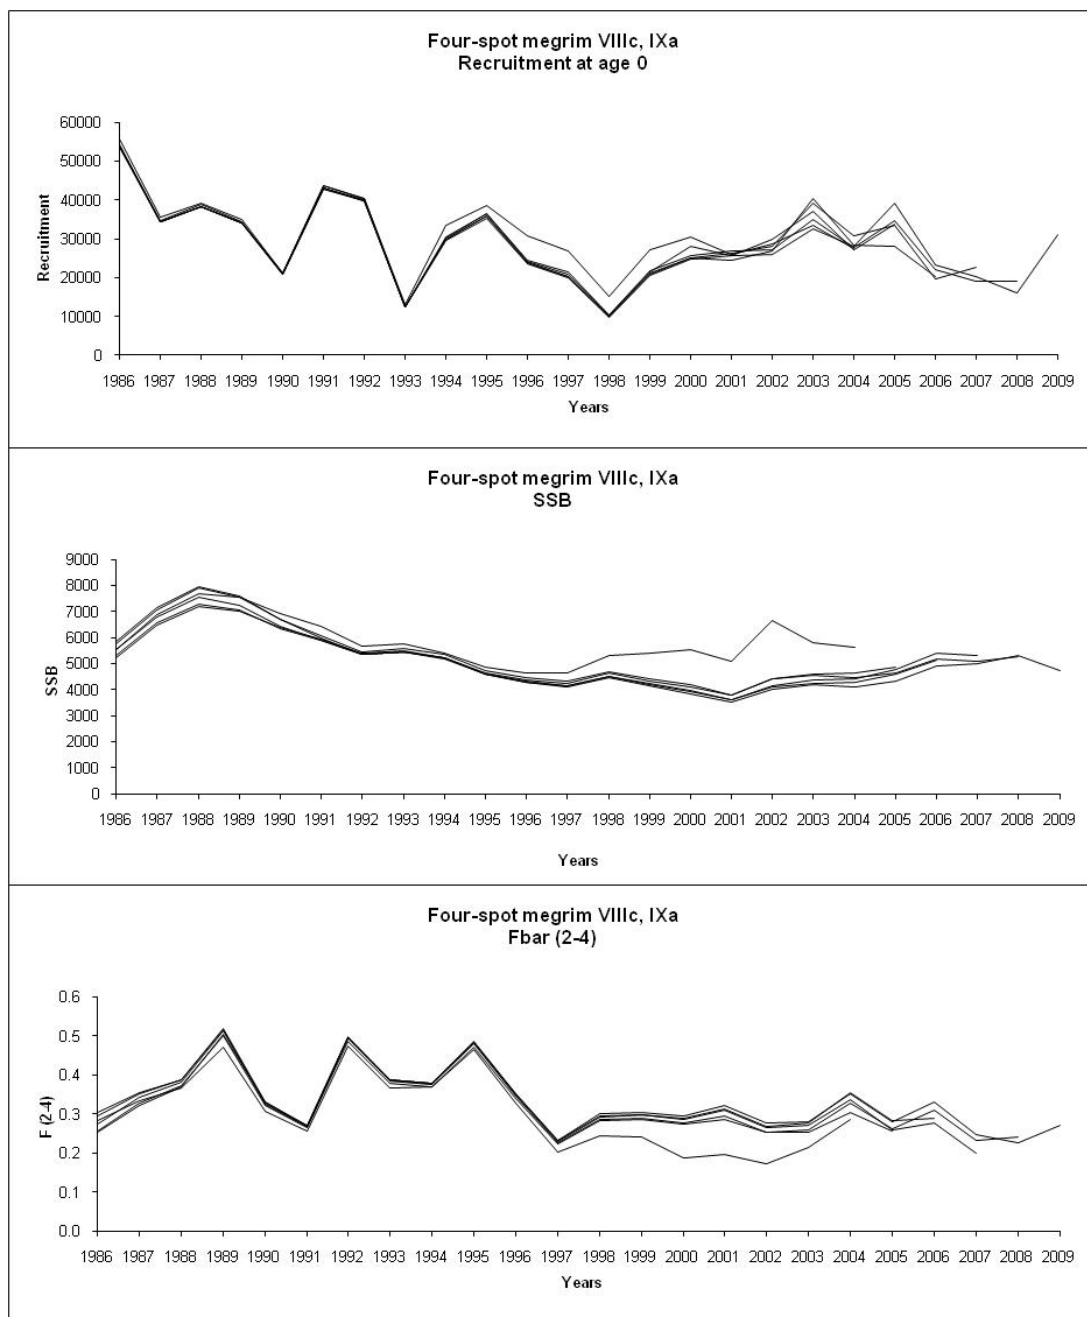 Four-spot megrim VIIIc, IXa
Recruitment at age 0
60000
50000
40000
30000
20000
10000
0
Recruitment
1986 1987 1988 1989 1990 1991 1992 1993 1994 1995 1996 1997 1998 1999 2000 2001 2002 2003 2004 2005 2006 2007 2008 2009
Years
Four-spot megrim VIIIc, IXa
SSB
9000
8000
7000
6000
5000
4000
3000
2000
1000
0
SSB
1986 1987 1988 1989 1990 1991 1992 1993 1994 1995 1996 1997 1998 1999 2000 2001 2002 2003 2004 2005 2006 2007 2008 2009
Years
Four-spot megrim VIIIc, IXa
Fbar (2-4)
0.6
0.5
0.4
0.3
0.2
0.1
0.0
F (2-4)
1986 1987 1988 1989 1990 1991 1992 1993 1994 1995 1996 1997 1998 1999 2000 2001 2002 2003 2004 2005 2006 2007 2008 2009
Years